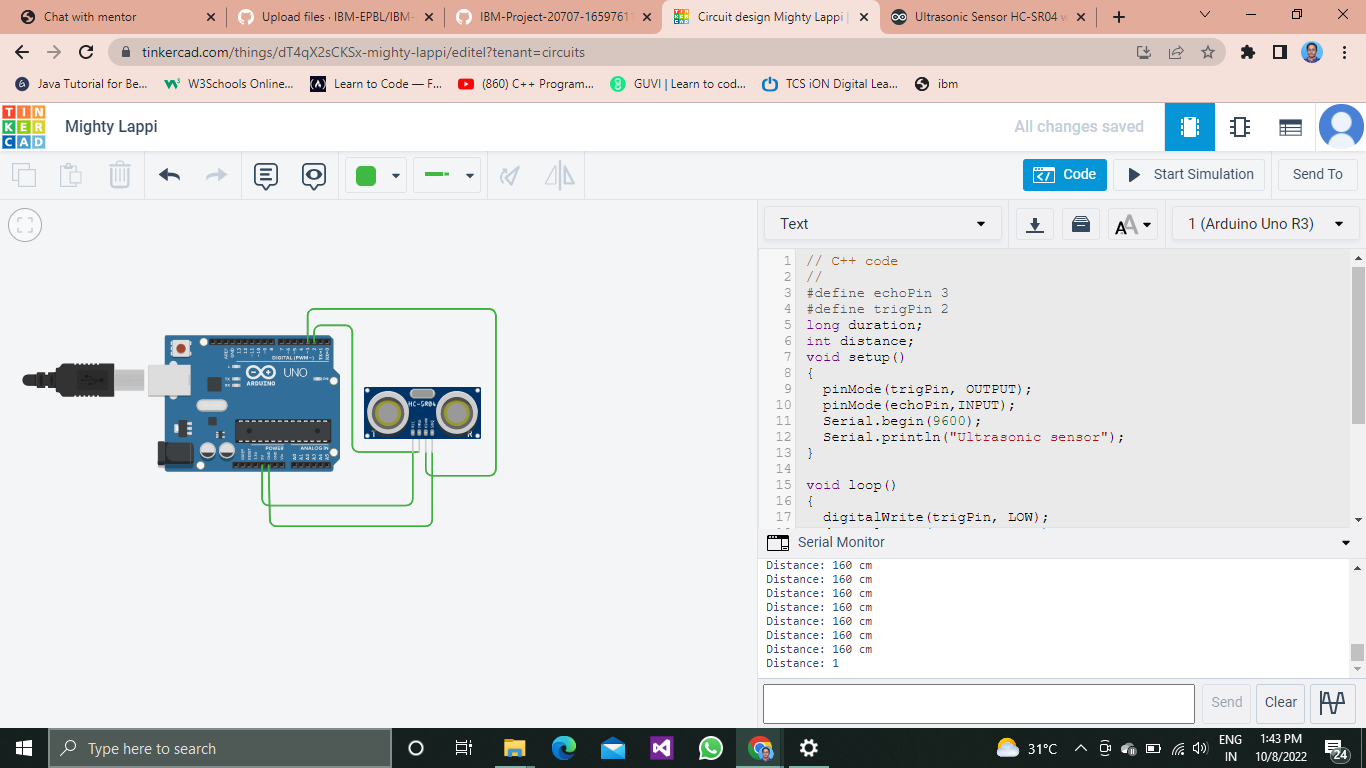 Chat with mentor
Upload files · IBM-EPBL/IBM-
IBM-Project-20707-16597611
Circuit design Mighty Lappi |
Ultrasonic Sensor HC-SR04 w
tinkercad.com/things/dT4qX2sCKSx-mighty-lappi/editel?tenant=circuits
Java Tutorial for Be...
W3Schools Online...
Learn to Code — F...
(860) C++ Program...
GUVI | Learn to cod...
TCS iON Digital Lea...
ibm
TIN
KER
CAD
Mighty Lappi
All changes saved
Code
Start Simulation
Send To
Text
1 (Arduino Uno R3)
1 // C++ code
2 //
3 #define echoPin 3
4 #define trigPin 2
5 long duration;
6 int distance;
7 void setup()
8 {
9 pinMode(trigPin, OUTPUT);
10 pinMode(echoPin,INPUT);
11 Serial.begin(9600);
12 Serial.println("Ultrasonic sensor");
13 }
14
15 void loop()
16 {
17 digitalWrite(trigPin, LOW);
DIGITAL (PWM~)
UNO
ARDUINO
POWER
ANALOG IN
HC-SR04
T
R
Serial Monitor
Distance: 160 cm
Distance: 160 cm
Distance: 160 cm
Distance: 160 cm
Distance: 160 cm
Distance: 160 cm
Distance: 160 cm
Distance: 1
Send
Clear
Type here to search
31°C
ENG
IN
1:43 PM
10/8/2022
24